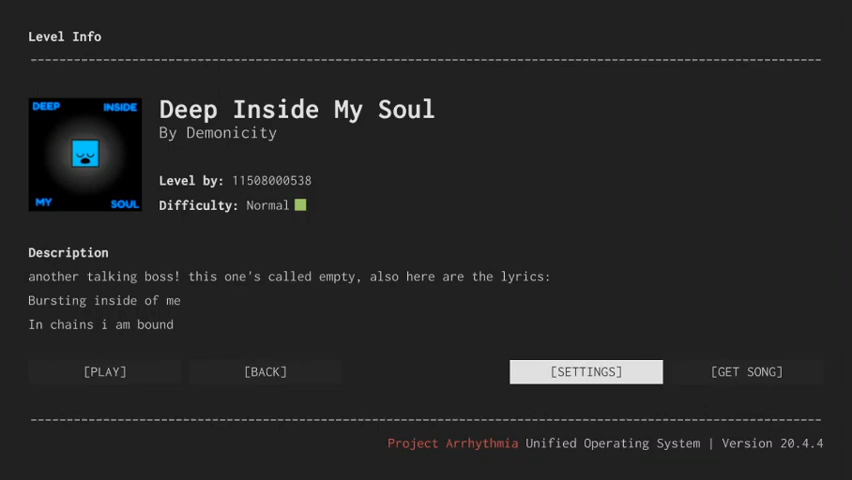 Level Info
DEEP INSIDE
MY SOUL
Deep Inside My Soul
By Demonicity
Level by: 11508000538
Difficulty: Normal
Description
another talking boss! this one's called empty, also here are the lyrics:
Bursting inside of me
In chains i am bound
[PLAY] [BACK] [SETTINGS] [GET SONG]
Project Arrhythmia Unified Operating System | Version 20.4.4